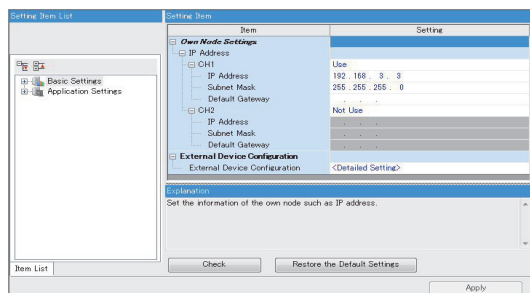 Setting Item List
Basic Settings
Application Settings
Item List
Setting Item
Item Setting
Own Node Settings
IP Address
CH1 Use
IP Address 192 . 168 . 3 . 3
Subnet Mask 255 . 255 . 255 . 0
Default Gateway . . .
CH2 Not Use
IP Address . . .
Subnet Mask . . .
Default Gateway . . .
External Device Configuration
External Device Configuration <Detailed Setting>
Explanation
Set the information of the own node such as IP address.
Check Restore the Default Settings
Apply